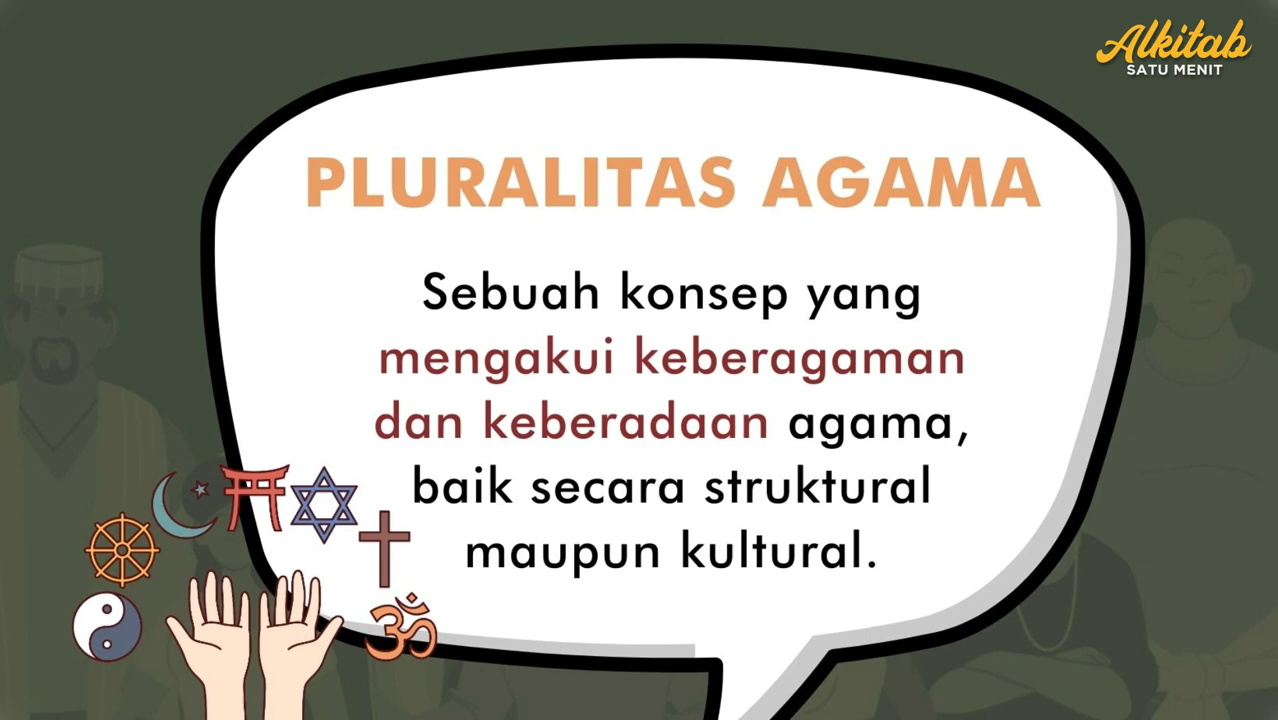 Alkitab
SATU MENIT
PLURALITAS AGAMA
Sebuah konsep yang
mengakui keberagaman
dan keberadaan agama,
baik secara struktural
maupun kultural.